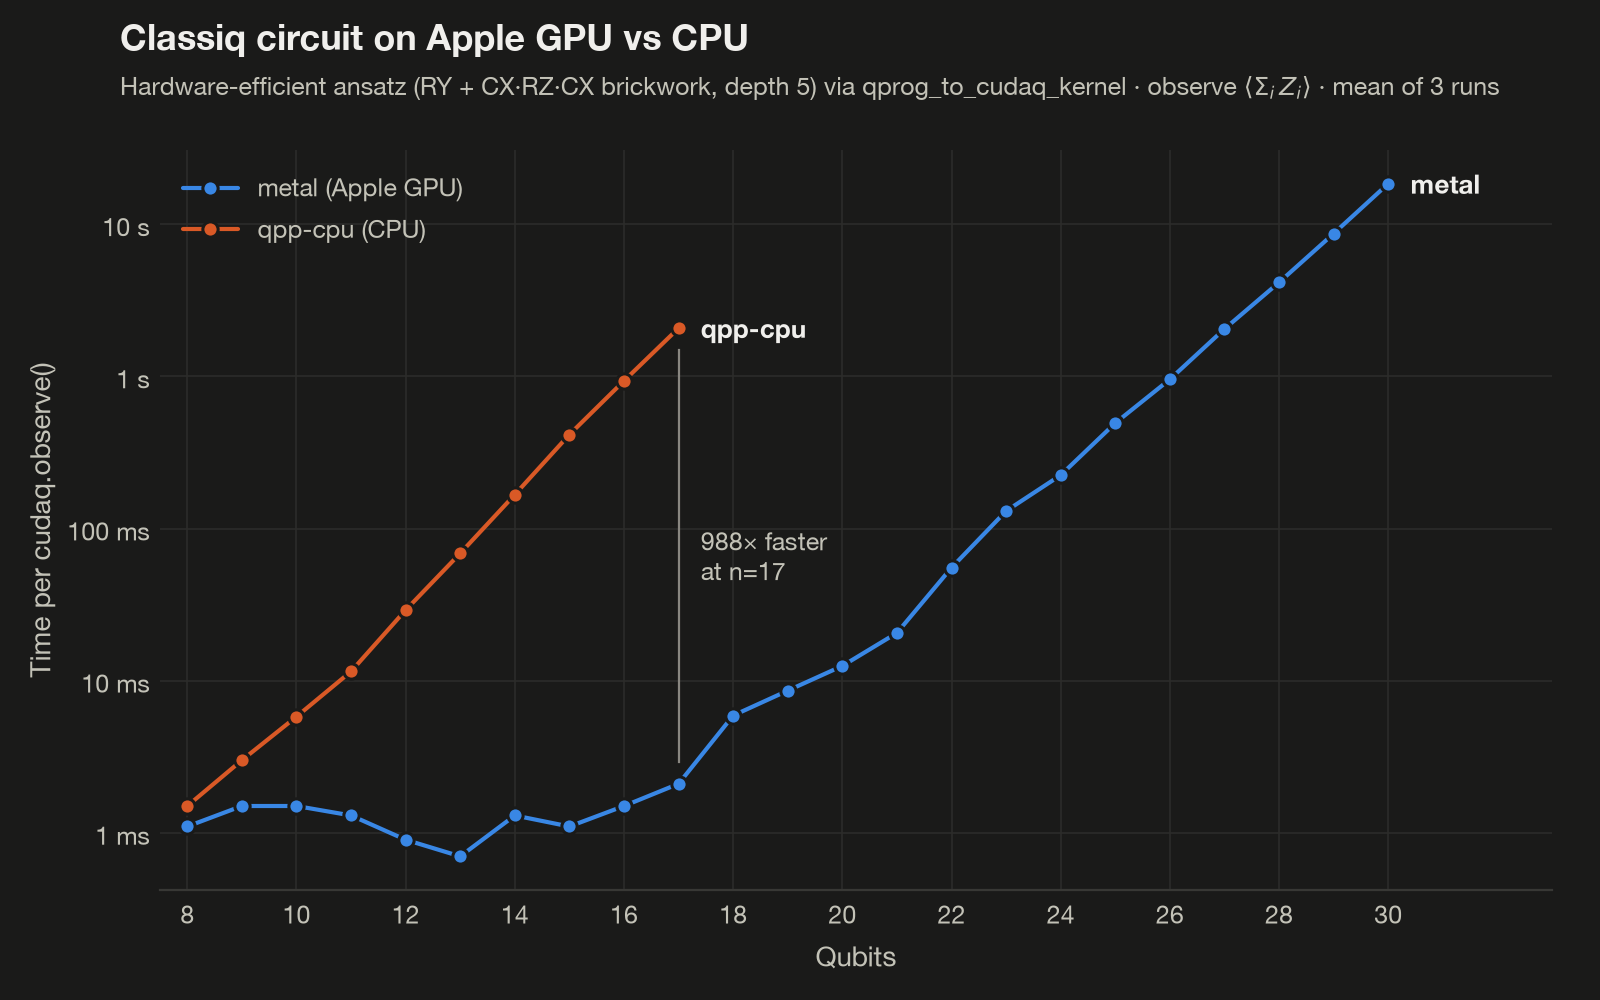 Classiq circuit on Apple GPU vs CPU
Hardware-efficient ansatz (RY + CX·RZ·CX brickwork, depth 5) via qprog_to_cudaq_kernel · observe ⟨Σᵢ Zᵢ⟩ · mean of 3 runs
metal (Apple GPU)
qpp-cpu (CPU)
metal
qpp-cpu
988× faster
at n=17
Time per cudaq.observe()
10 s
1 s
100 ms
10 ms
1 ms
8 10 12 14 16 18 20 22 24 26 28 30
Qubits